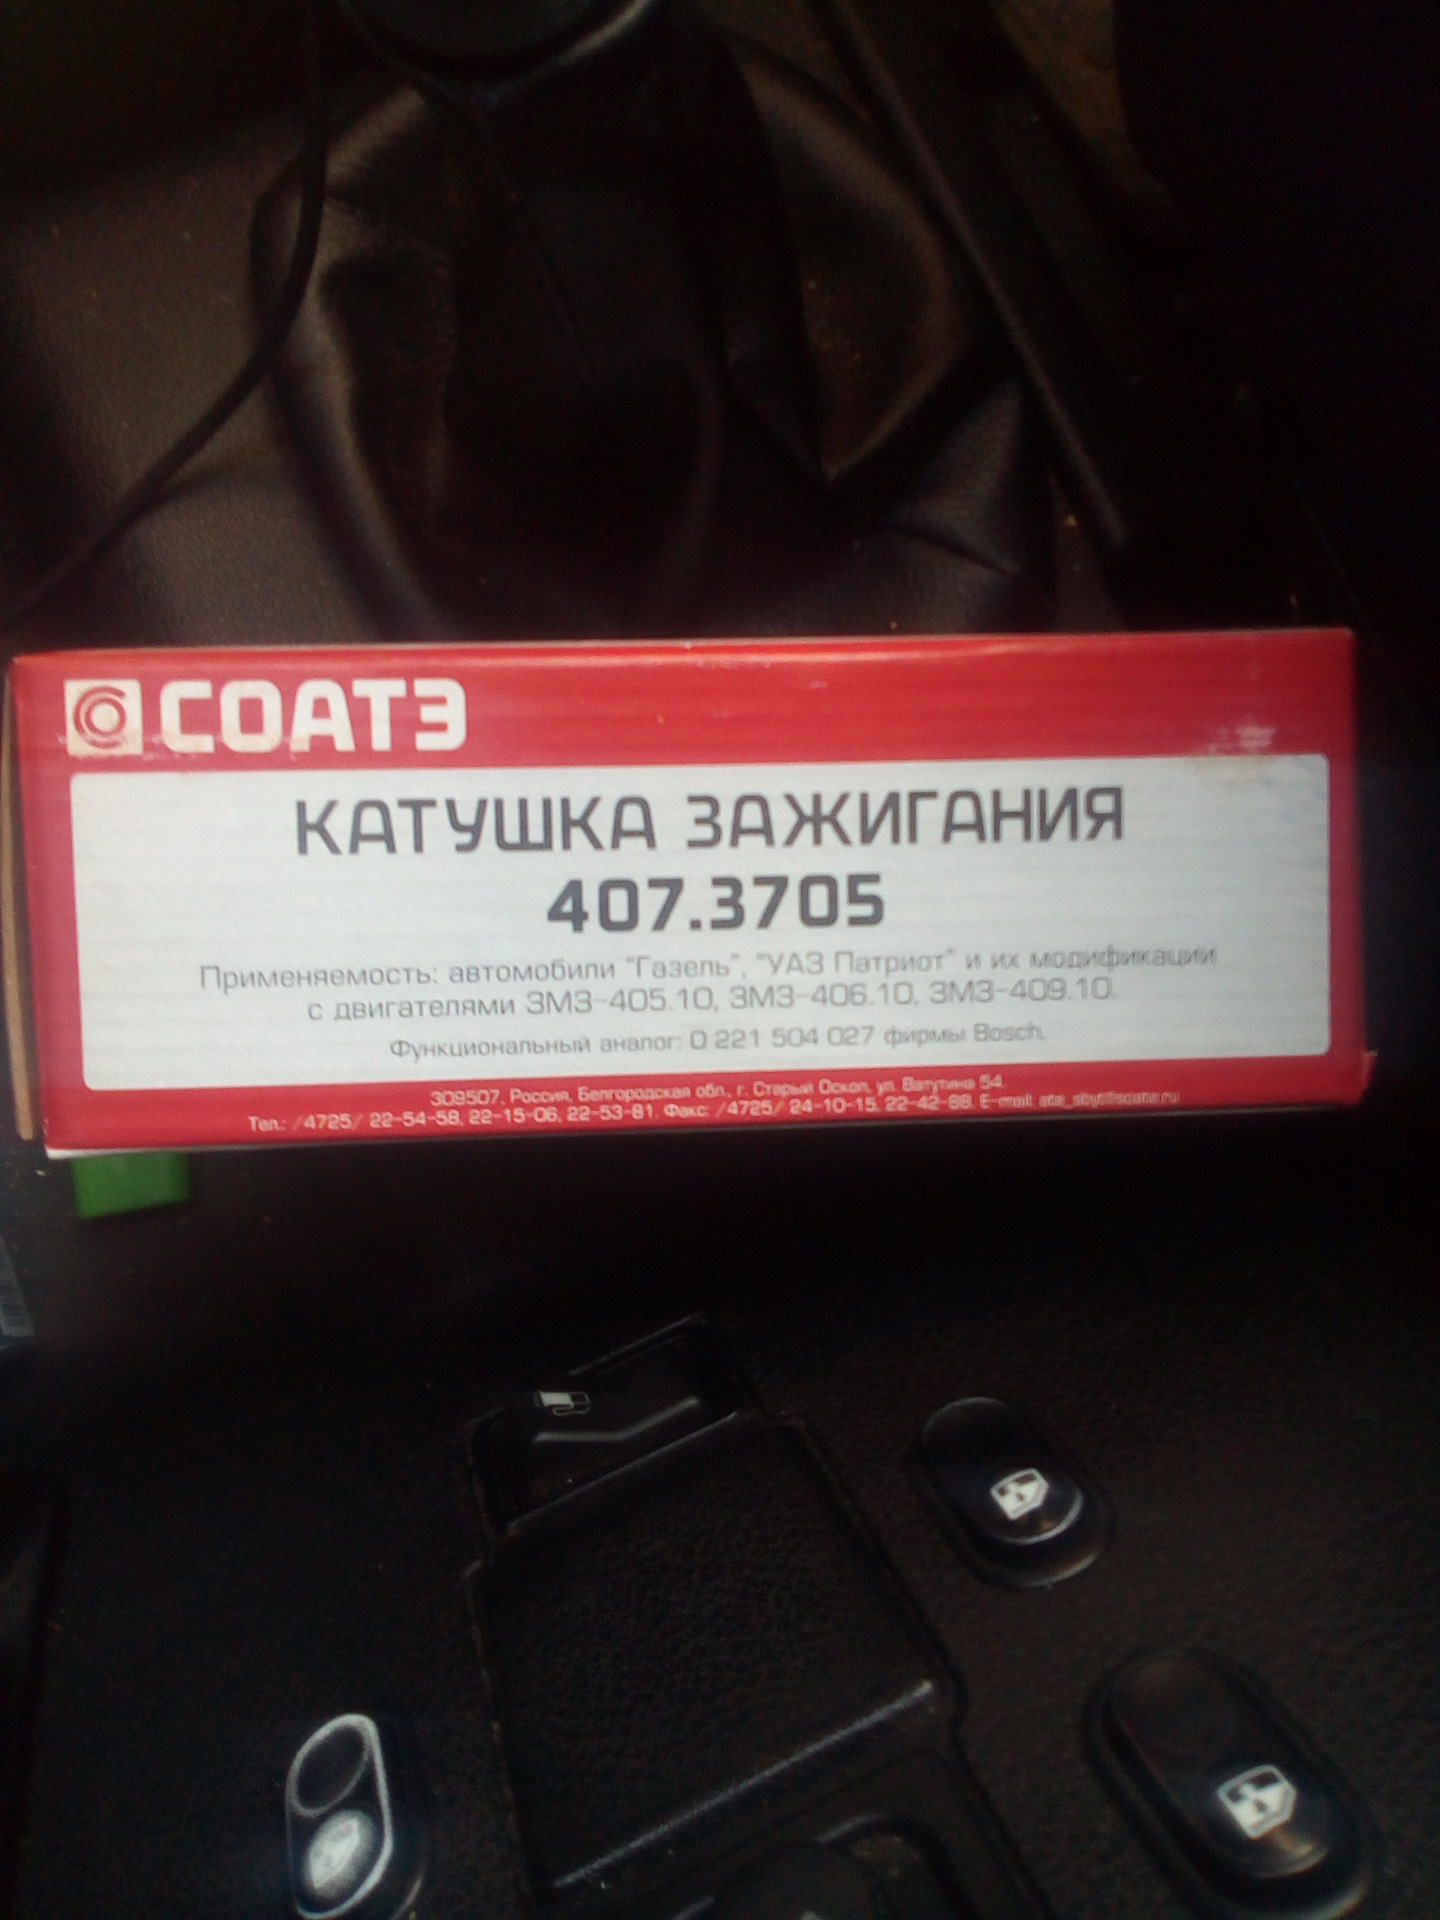 СОАТЭ
КАТУШКА ЗАЖИГАНИЯ
407.3705
Применяемость: автомобили "Газель", "УАЗ Патриот" и их модификации
с двигателями ЗМЗ-405.10, ЗМЗ-406.10, ЗМЗ-409.10.
Функциональный аналог: 0 221 504 027 фирмы Bosch.
309507, Россия, Белгородская обл., г. Старый Оскол, ул. Ватутина 54.
Тел.: /4725/ 22-54-58, 22-15-06, 22-53-81. Факс: /4725/ 24-10-15, 22-42-88. E-mail: